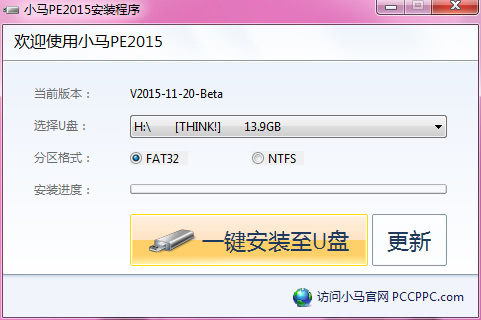 小马PE2015安装程序
欢迎使用小马PE2015
当前版本： V2015-11-20-Beta
选择U盘： H:\ [THINK!] 13.9GB
分区格式： FAT32 NTFS
安装进度：
一键安装至U盘 更新
访问小马官网 PCCPPC.com